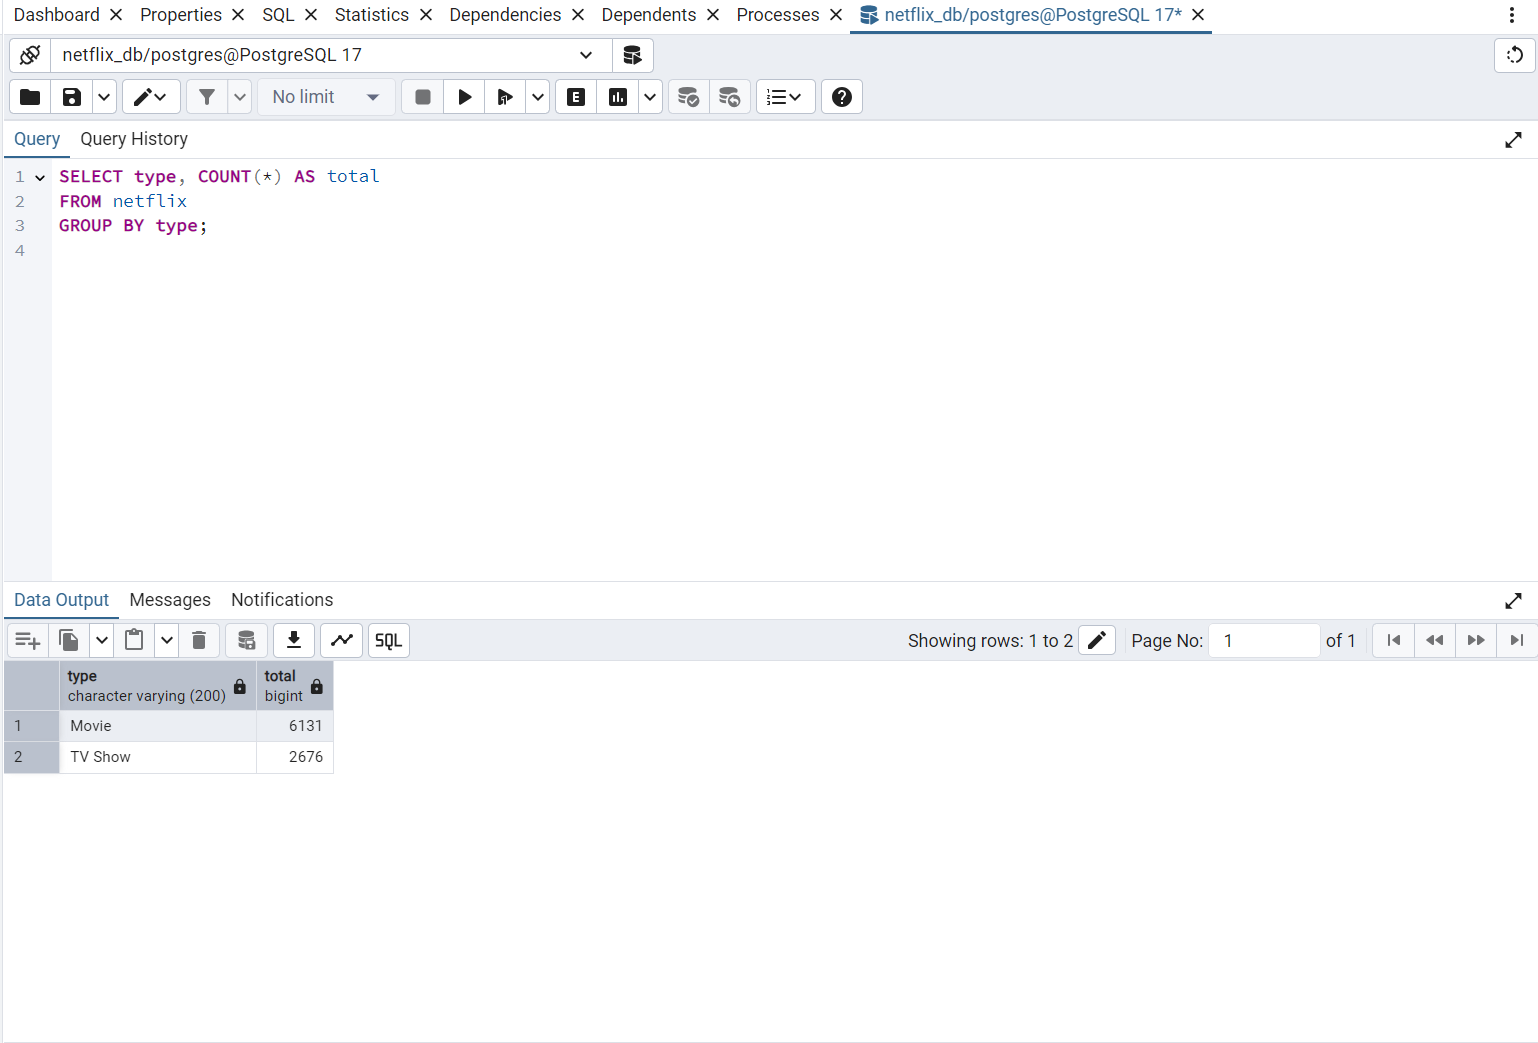 Dashboard Properties SQL Statistics Dependencies Dependents Processes netflix_db/postgres@PostgreSQL 17*
netflix_db/postgres@PostgreSQL 17
No limit E
Query Query History
1 SELECT type, COUNT(*) AS total
2 FROM netflix
3 GROUP BY type;
4
Data Output Messages Notifications
SQL Showing rows: 1 to 2 Page No: 1 of 1
type total
character varying (200) bigint
1 Movie 6131
2 TV Show 2676